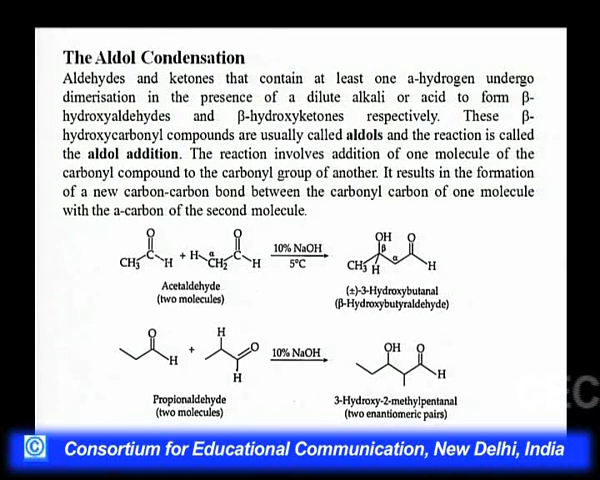 The Aldol Condensation
Aldehydes and ketones that contain at least one a-hydrogen undergo
dimerisation in the presence of a dilute alkali or acid to form β-
hydroxyaldehydes and β-hydroxyketones respectively. These β-
hydroxycarbonyl compounds are usually called aldols and the reaction is called
the aldol addition. The reaction involves addition of one molecule of the
carbonyl compound to the carbonyl group of another. It results in the formation
of a new carbon-carbon bond between the carbonyl carbon of one molecule
with the a-carbon of the second molecule.
O O OH O
CH₃ C H + H α CH₂ C H 10% NaOH 5°C CH₃ H β α H
Acetaldehyde
(two molecules)
(±)-3-Hydroxybutanal
(β-Hydroxybutyraldehyde)
O H + H O H 10% NaOH OH O H
Propionaldehyde
(two molecules)
3-Hydroxy-2-methylpentanal
(two enantiomeric pairs)
© Consortium for Educational Communication, New Delhi, India